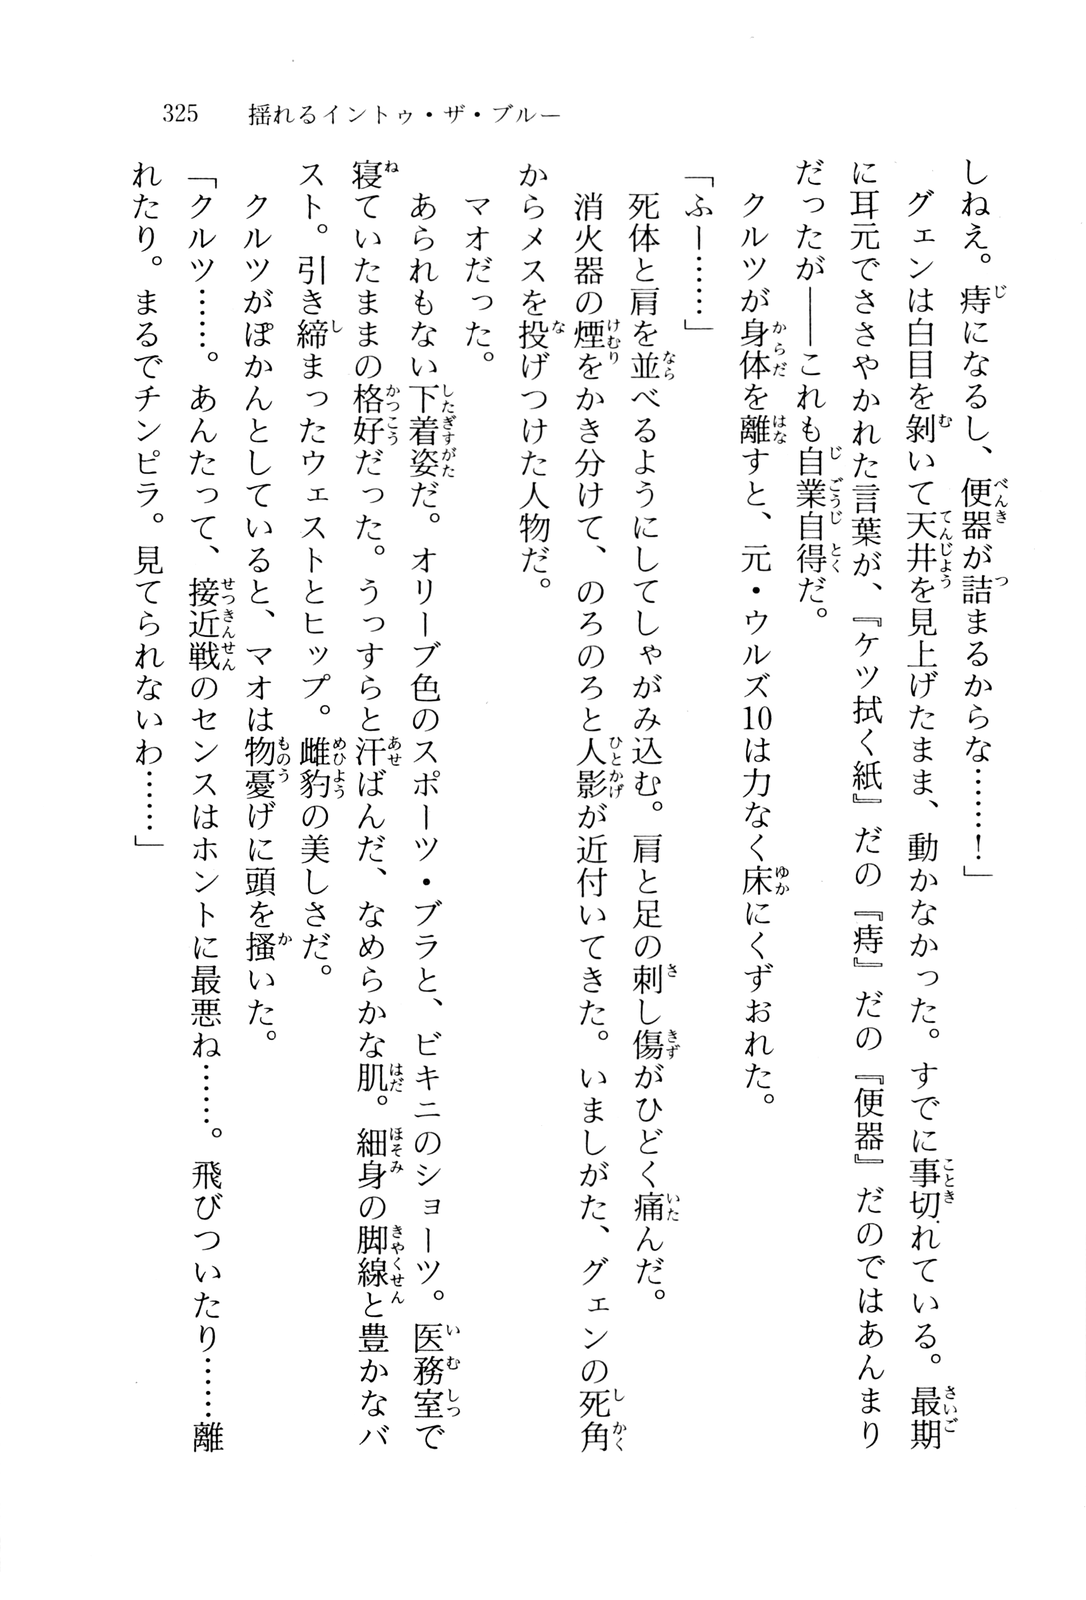 325　揺れるイントゥ・ザ・ブルー
しねえ。痔になるし、便器が詰まるからな……！」
　グェンは白目を剝いて天井を見上げたまま、動かなかった。すでに事切れている。最期
に耳元でささやかれた言葉が、『ケツ拭く紙』だの『痔』だの『便器』だのではあんまり
だったが――これも自業自得だ。
　クルツが身体を離すと、元・ウルズ10は力なく床にくずおれた。
「ふー……」
　死体と肩を並べるようにしてしゃがみ込む。肩と足の刺し傷がひどく痛んだ。
　消火器の煙をかき分けて、のろのろと人影が近付いてきた。いましがた、グェンの死角
からメスを投げつけた人物だ。
　マオだった。
　あられもない下着姿だ。オリーブ色のスポーツ・ブラと、ビキニのショーツ。医務室で
寝ていたままの格好だった。うっすらと汗ばんだ、なめらかな肌。細身の脚線と豊かなバ
スト。引き締まったウェストとヒップ。雌豹の美しさだ。
　クルツがぽかんとしていると、マオは物憂げに頭を掻いた。
「クルツ……。あんたって、接近戦のセンスはホントに最悪ね……。飛びついたり……離
れたり。まるでチンピラ。見てられないわ……」